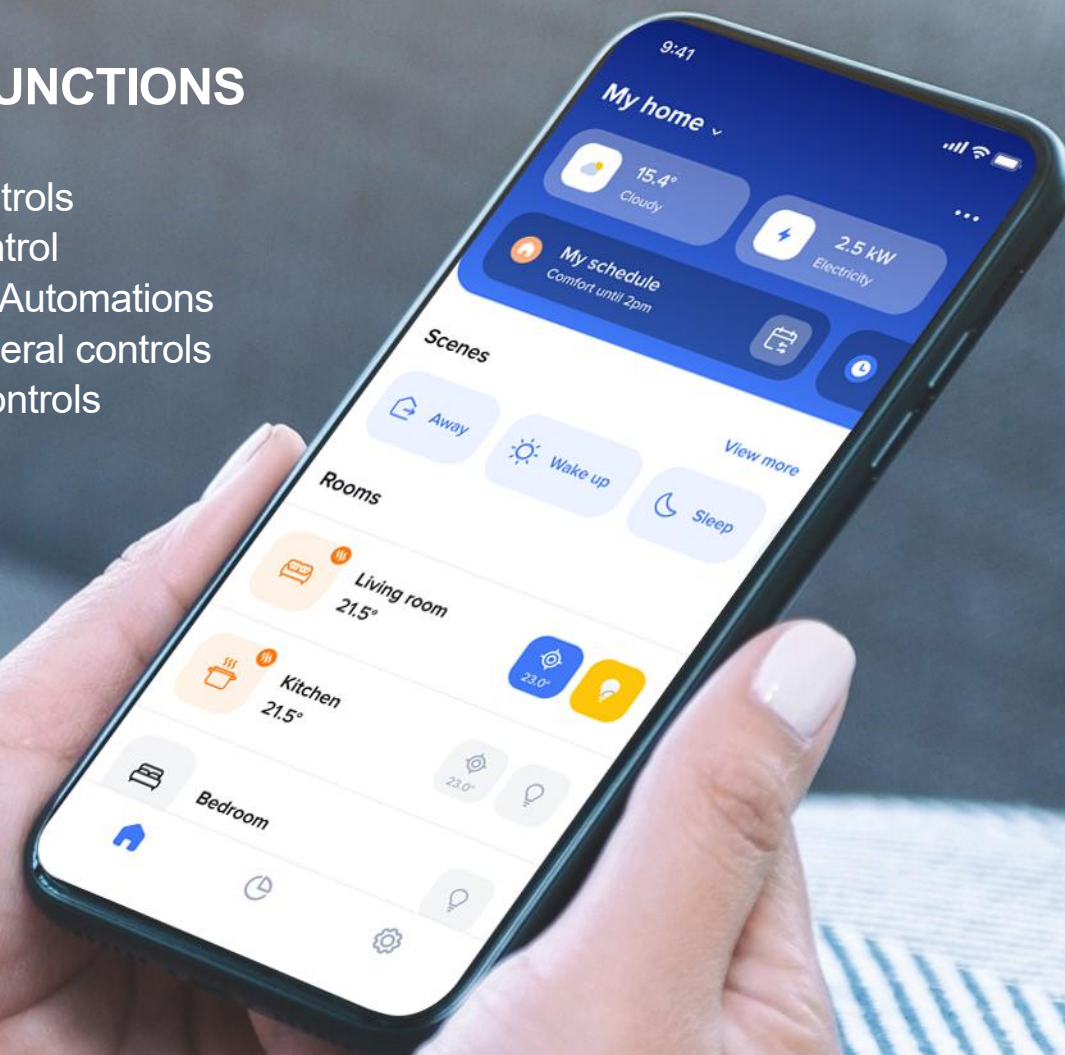 UNCTIONS
trols
ntrol
Automations
eral controls
ontrols
9:41
My home
15.4°
Cloudy
2.5 kW
Electricity
My schedule
Comfort until 2pm
Scenes
View more
Away
Wake up
Sleep
Rooms
Living room
21.5°
23.0°
Kitchen
21.5°
23.0°
Bedroom